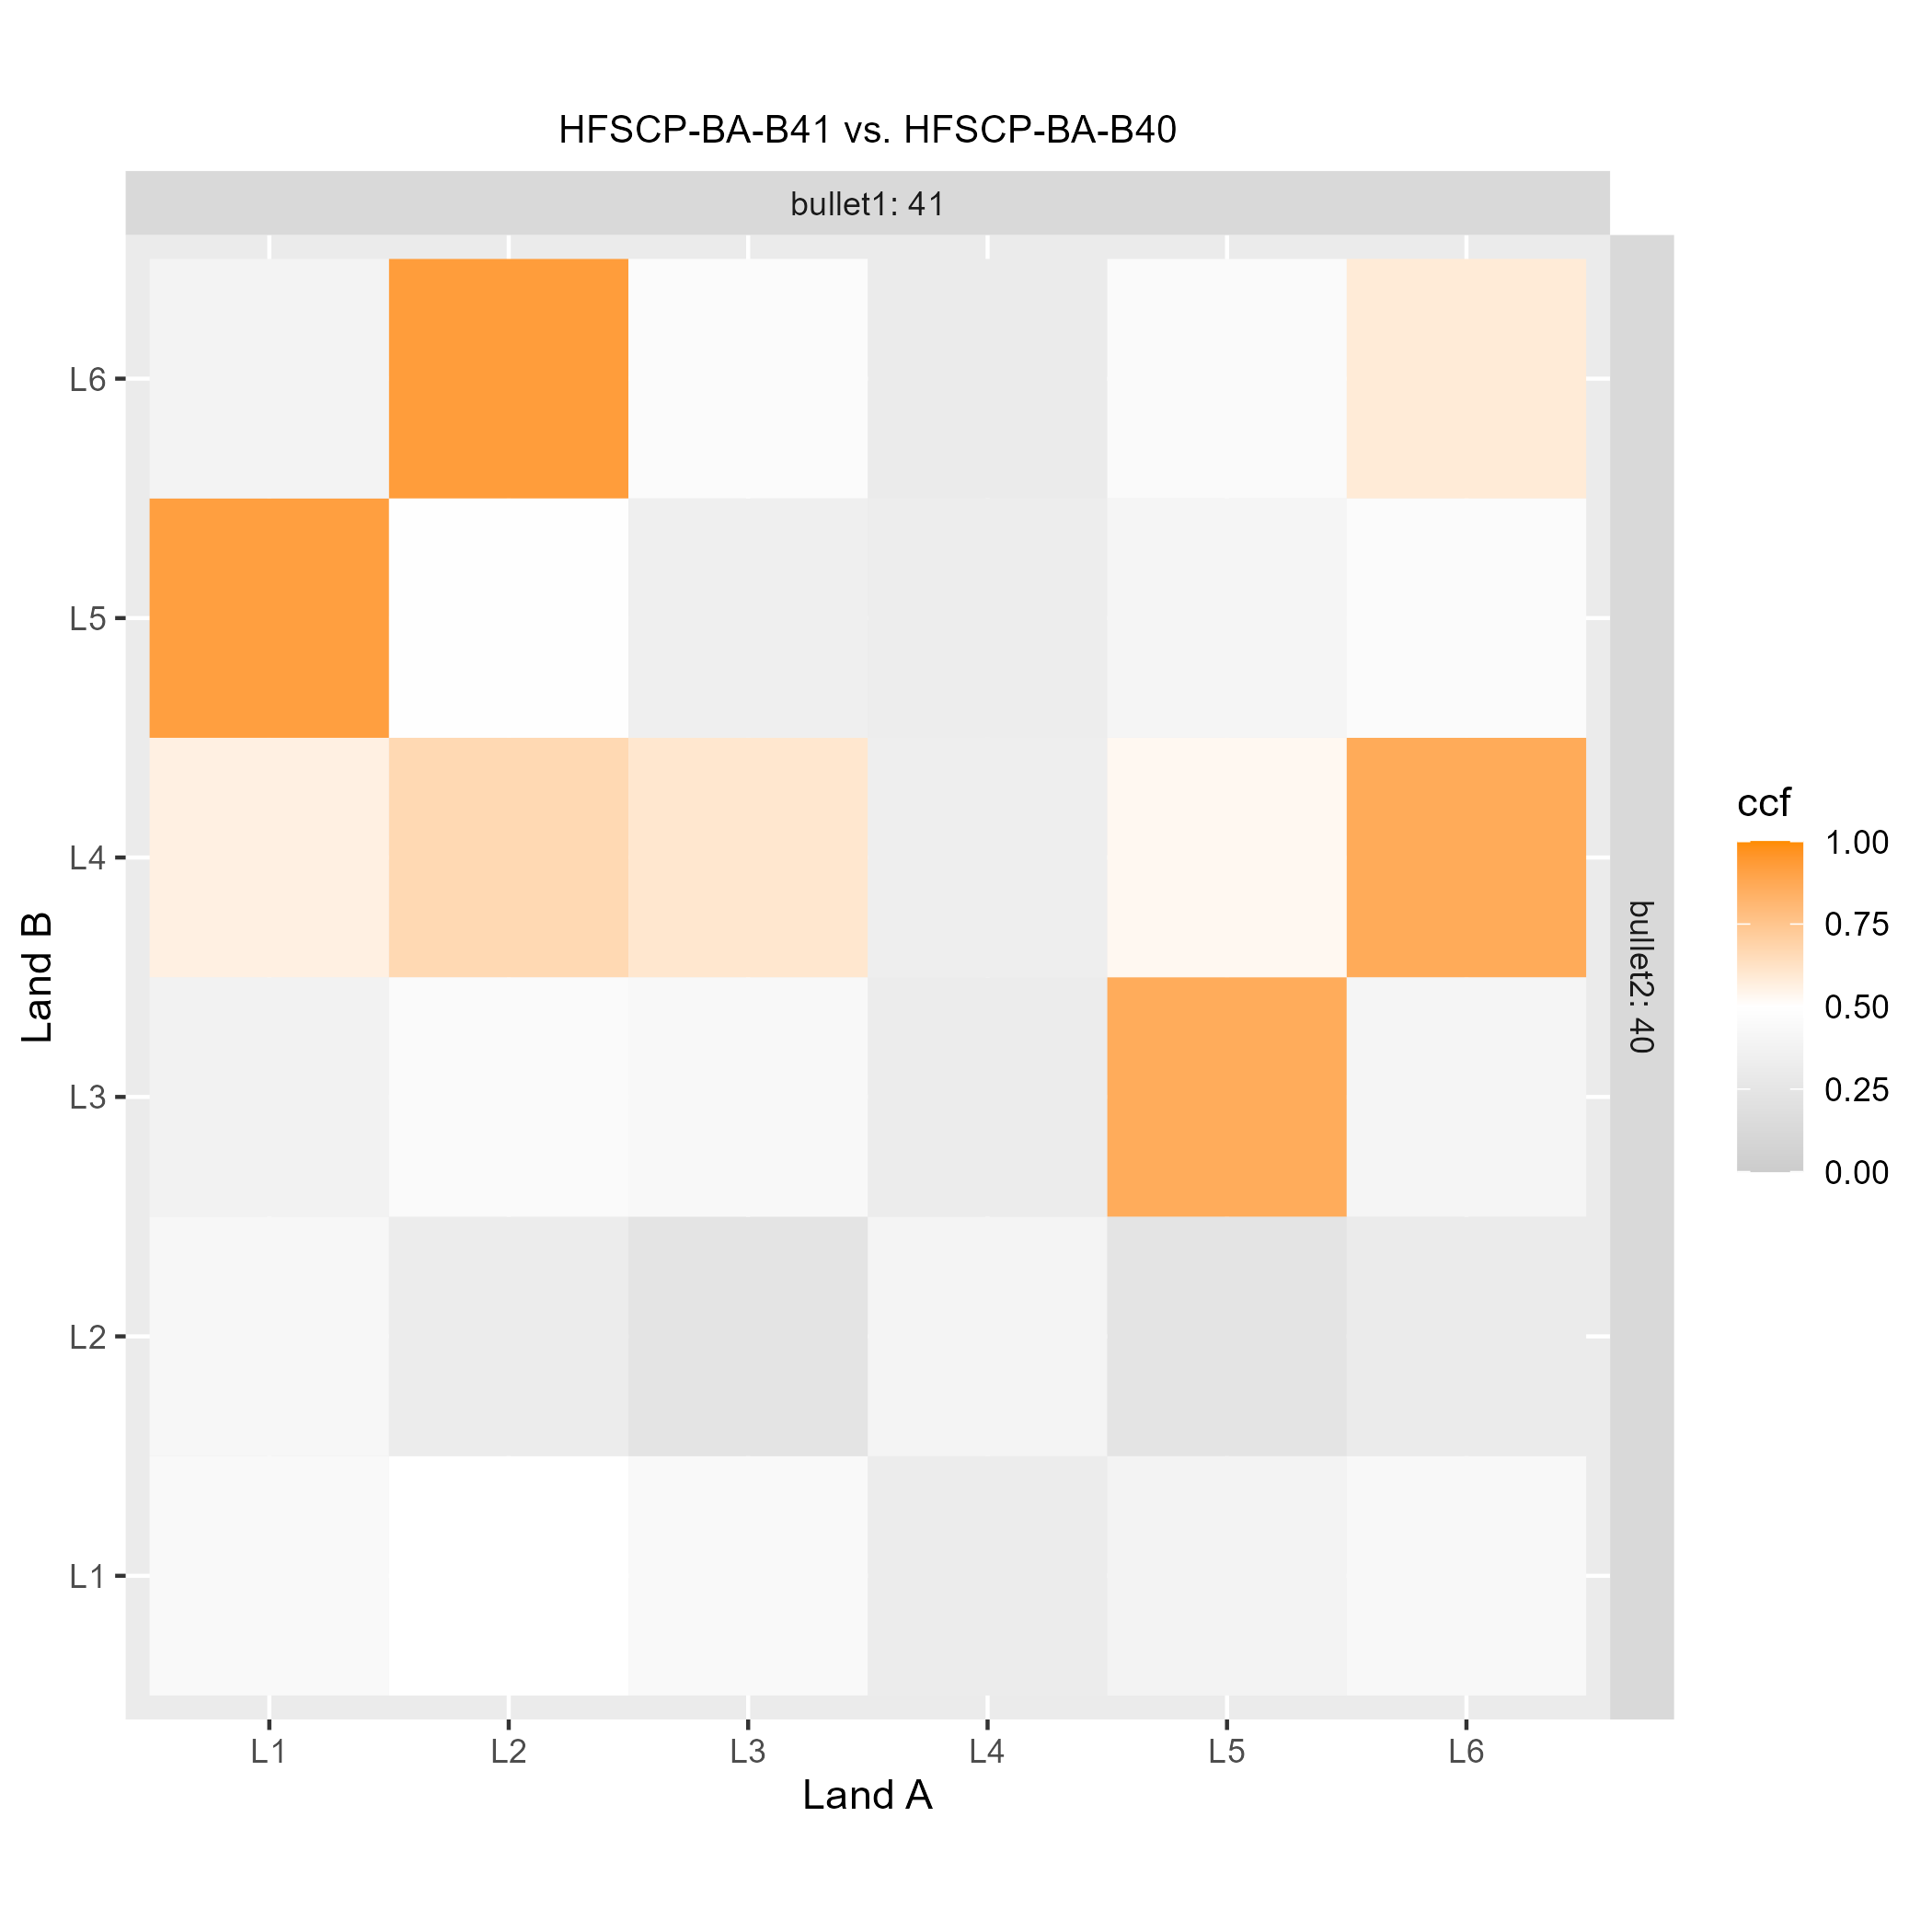 HFSCP-BA-B41 vs. HFSCP-BA-B40
bullet1: 41
L6
L5
L4
L3
L2
L1
Land B
L1
L2
L3
L4
L5
L6
Land A
bullet2: 40
ccf
1.00
0.75
0.50
0.25
0.00